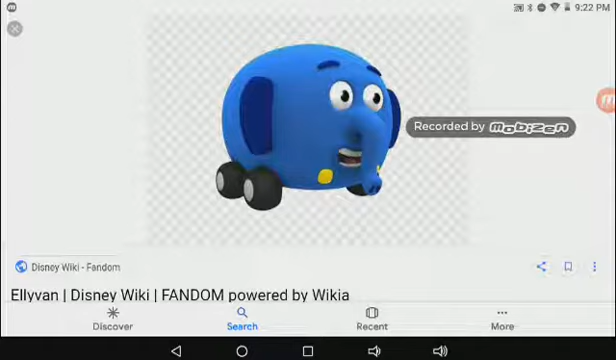 9:22 PM
Recorded by MOBIZEN
Disney Wiki - Fandom
Ellyvan | Disney Wiki | FANDOM powered by Wikia
Discover
Search
Recent
More